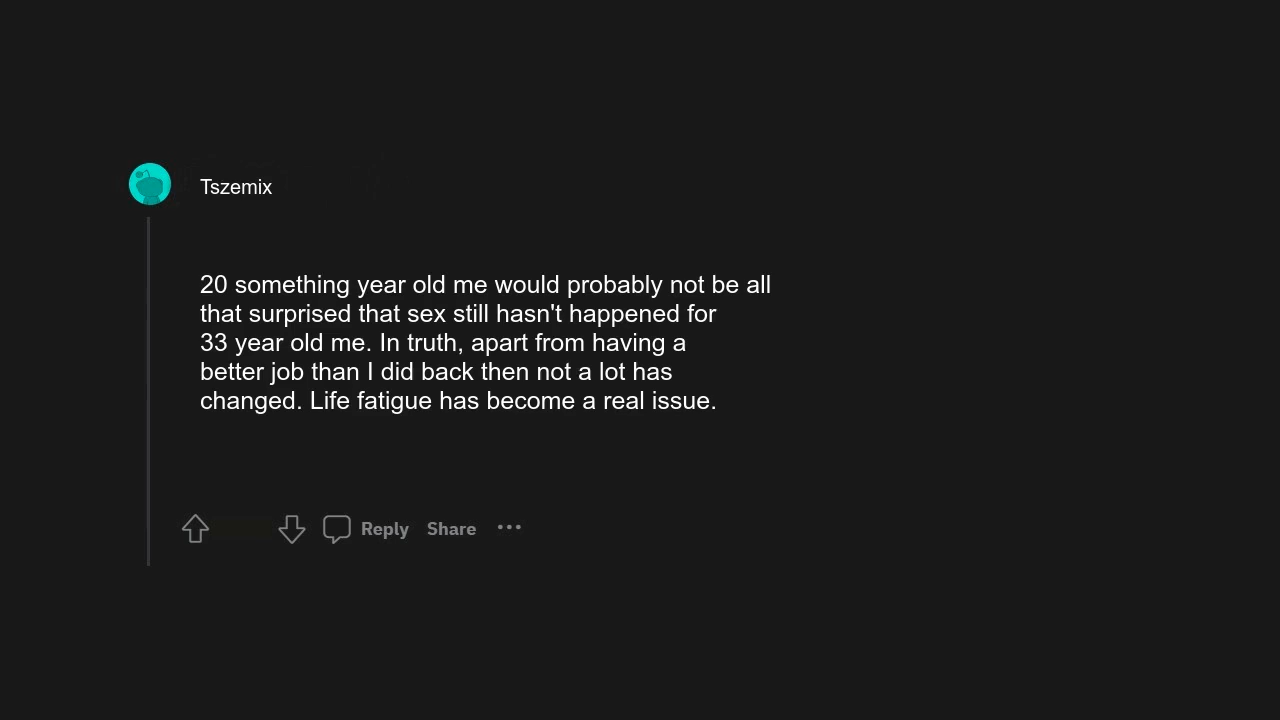 Tszemix
20 something year old me would probably not be all
that surprised that sex still hasn't happened for
33 year old me. In truth, apart from having a
better job than I did back then not a lot has
changed. Life fatigue has become a real issue.
Reply Share